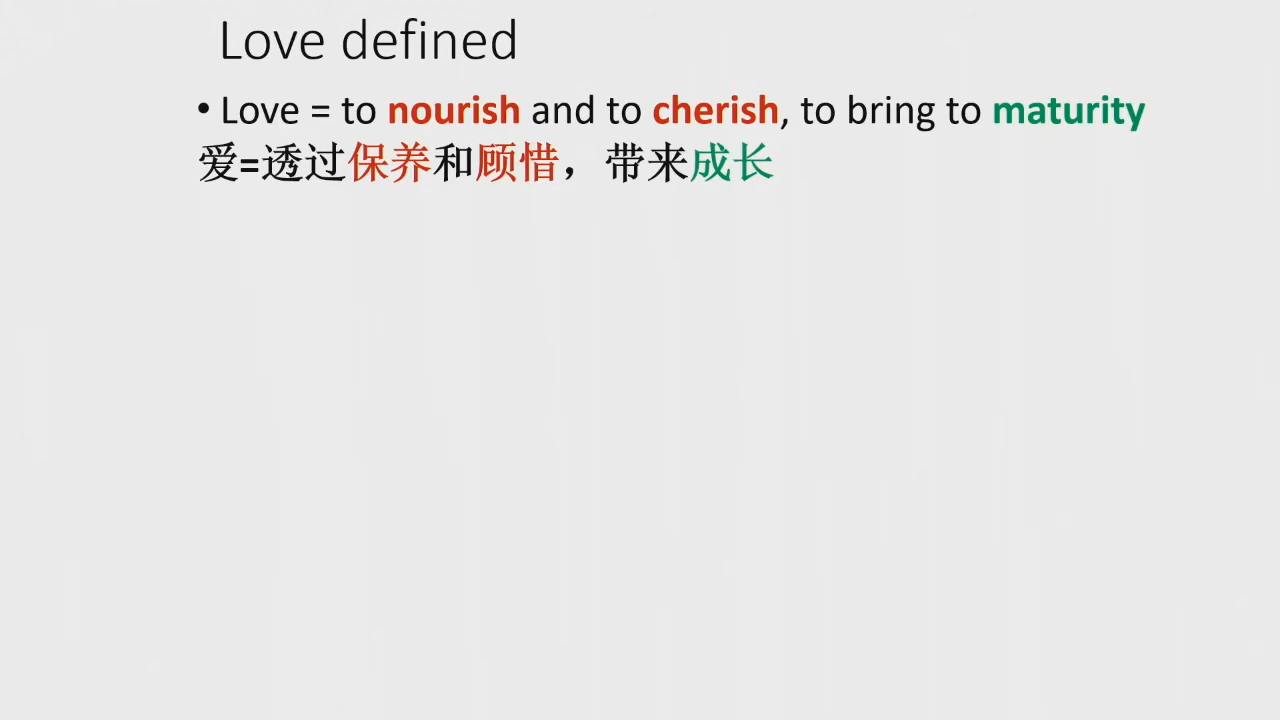 Love defined
• Love = to nourish and to cherish, to bring to maturity
爱=透过保养和顾惜，带来成长